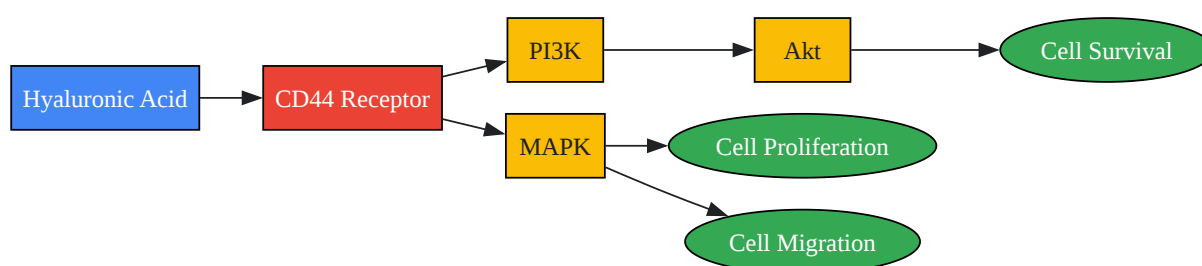 Hyaluronic Acid
CD44 Receptor
PI3K
Akt
Cell Survival
MAPK
Cell Proliferation
Cell Migration